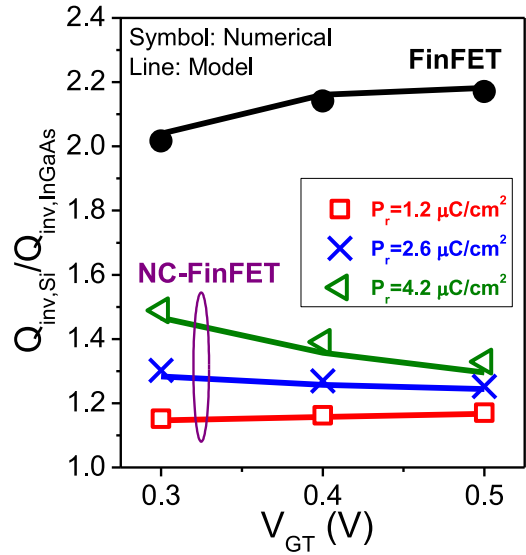 Symbol: Numerical
Line: Model
FinFET
P_r=1.2 μC/cm²
P_r=2.6 μC/cm²
P_r=4.2 μC/cm²
NC-FinFET
Q_inv,Si/Q_inv,InGaAs
2.4
2.2
2.0
1.8
1.6
1.4
1.2
1.0
0.3 0.4 0.5
V_GT (V)